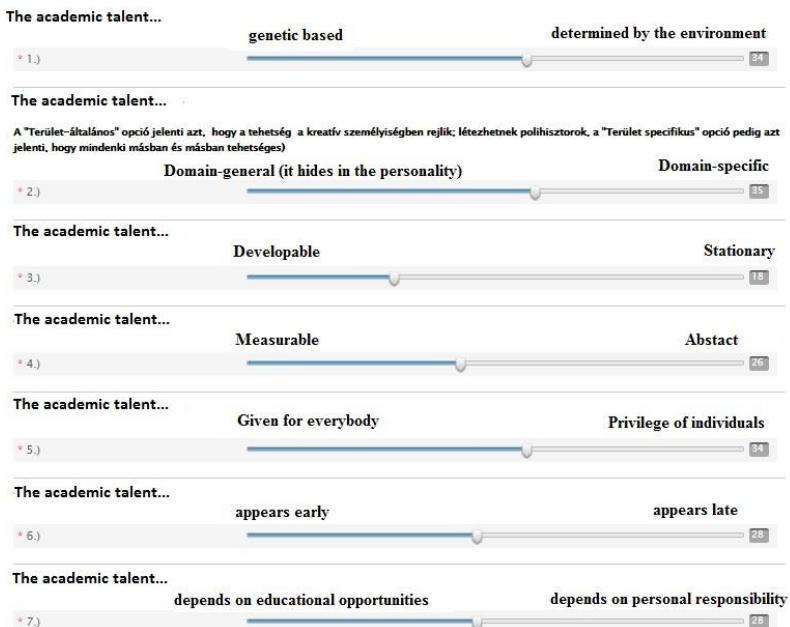 The academic talent...
genetic based determined by the environment
* 1.) 34
The academic talent...
A "Terület-általános" opció jelenti azt, hogy a tehetség a kreatív személyiségben rejlik; létezhetnek polihisztorok, a "Terület specifikus" opció pedig azt
jelenti, hogy mindenki másban és másban tehetséges)
Domain-general (it hides in the personality) Domain-specific
* 2.) 35
The academic talent...
Developable Stationary
* 3.) 18
The academic talent...
Measurable Abstact
* 4.) 26
The academic talent...
Given for everybody Privilege of individuals
* 5.) 34
The academic talent...
appears early appears late
* 6.) 28
The academic talent...
depends on educational opportunities depends on personal responsibility
* 7.) 28